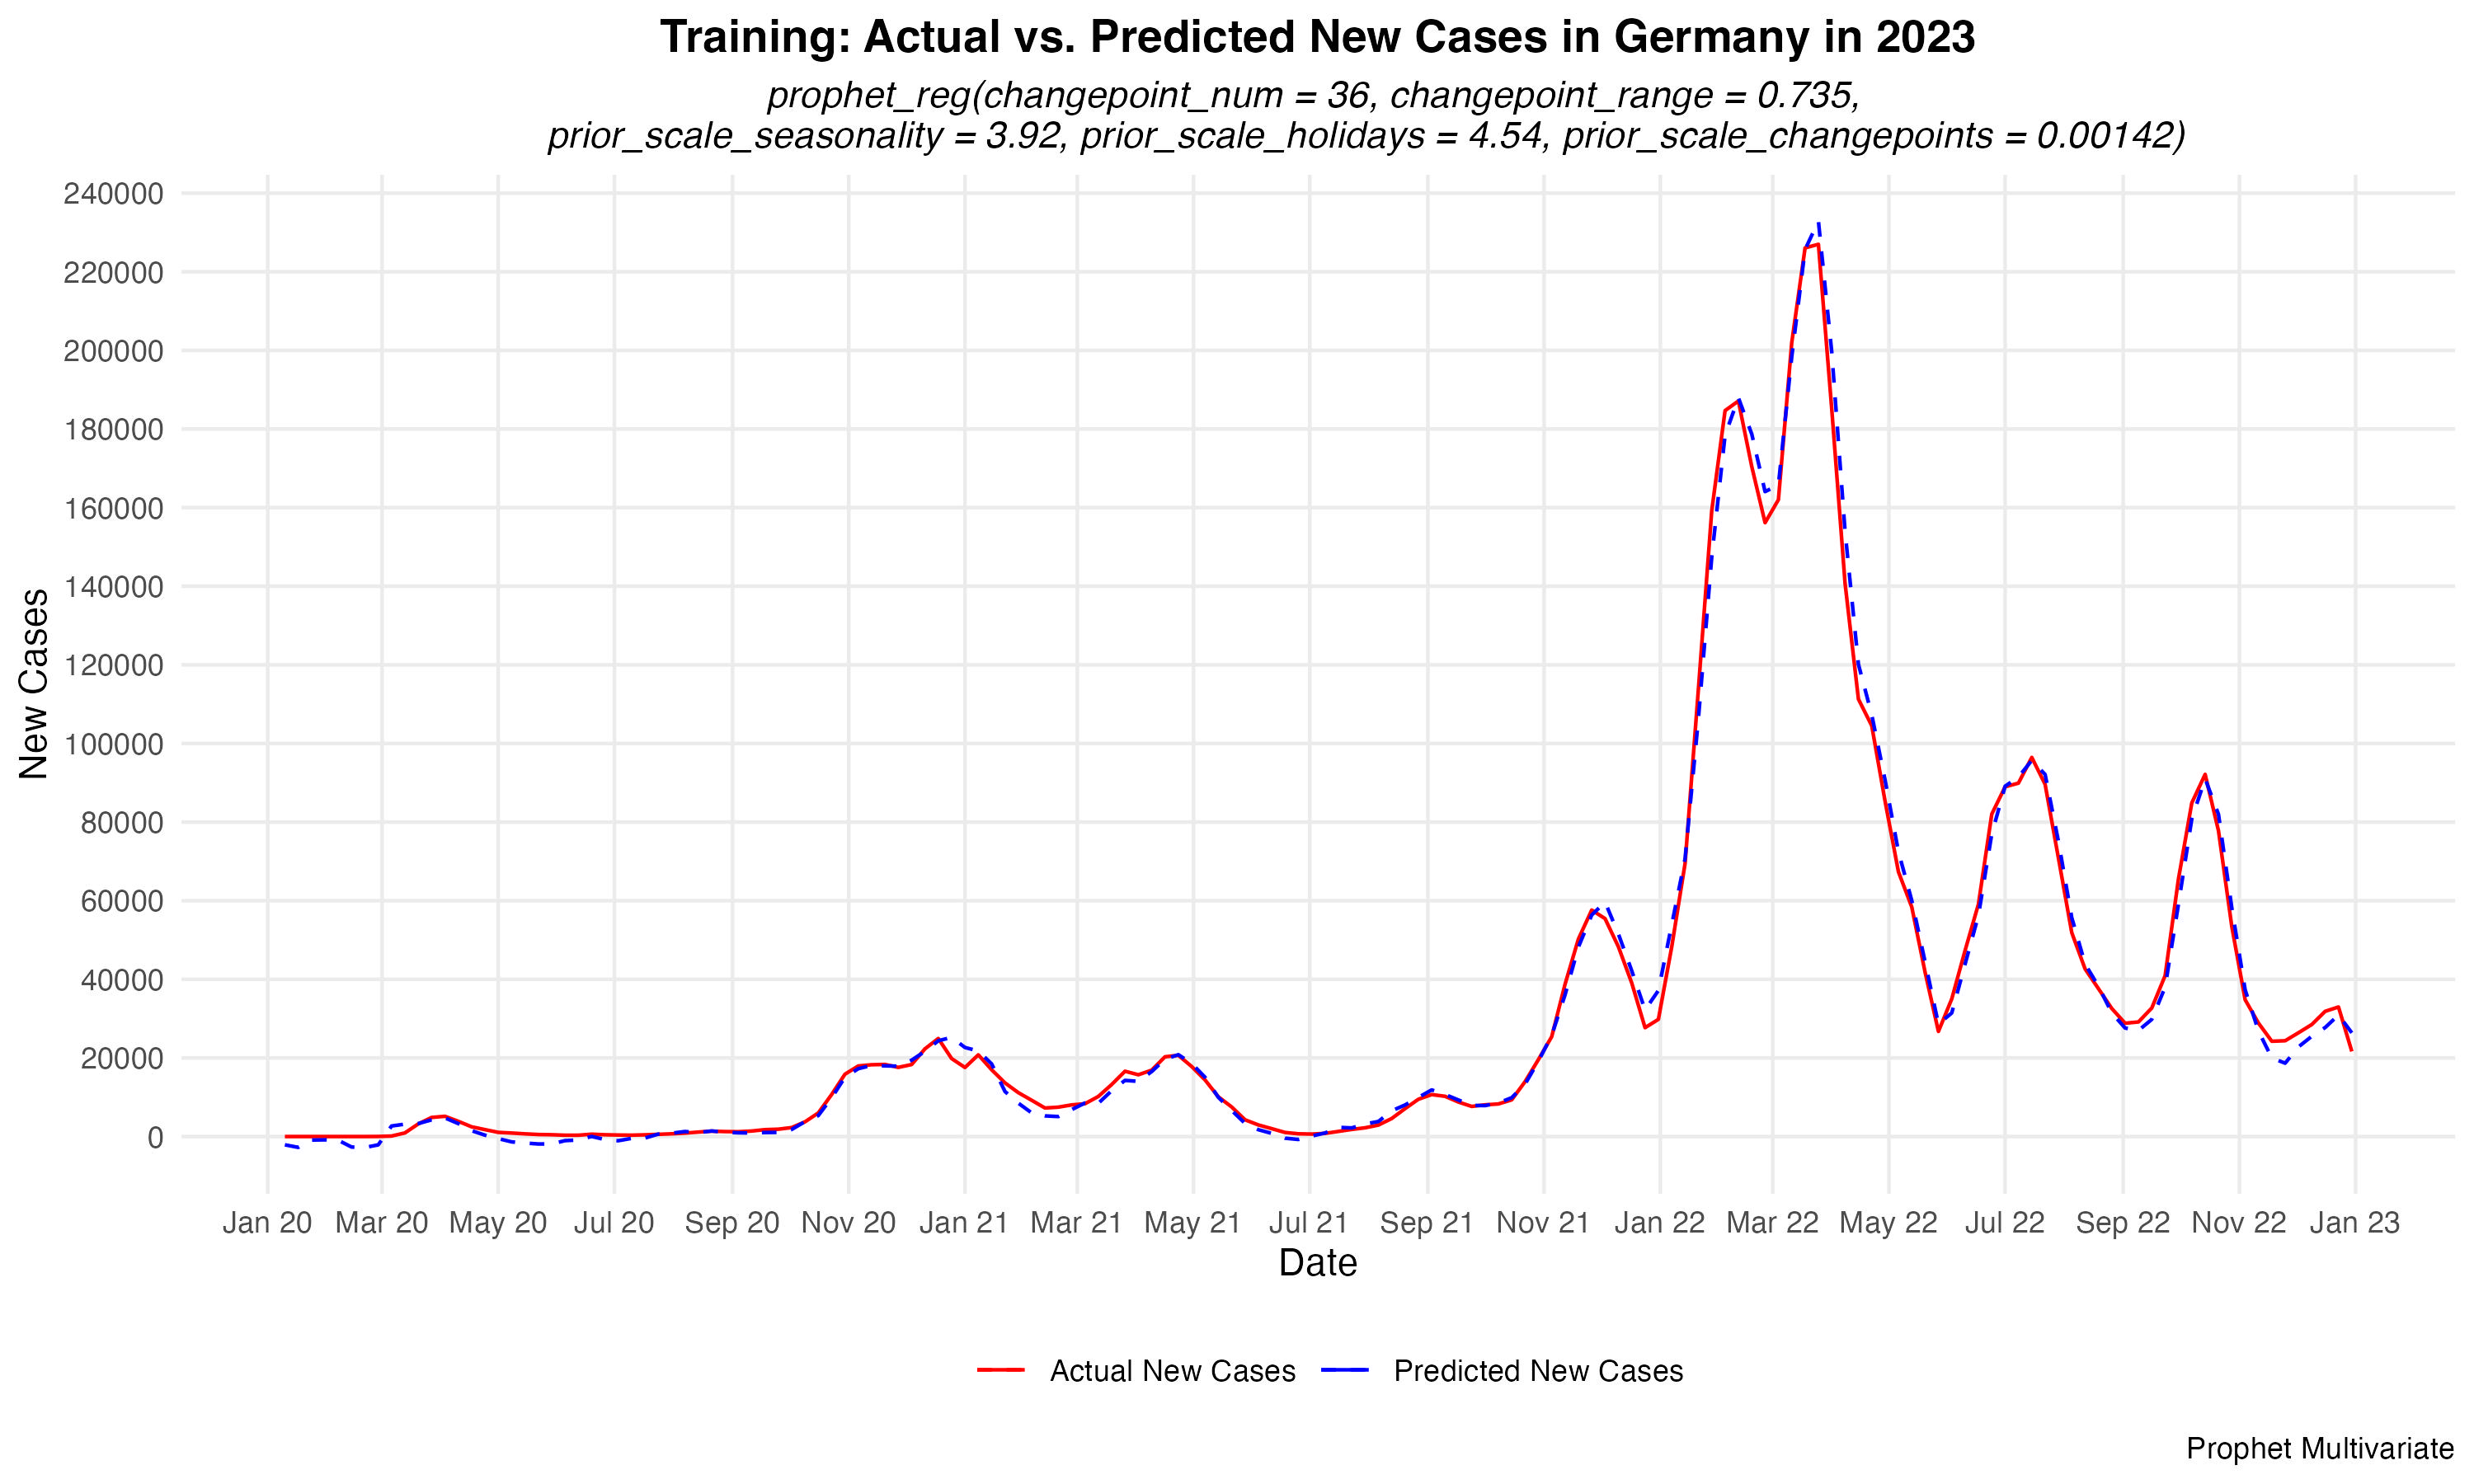 Training: Actual vs. Predicted New Cases in Germany in 2023
prophet_reg(changepoint_num = 36, changepoint_range = 0.735,
prior_scale_seasonality = 3.92, prior_scale_holidays = 4.54, prior_scale_changepoints = 0.00142)
New Cases
240000
220000
200000
180000
160000
140000
120000
100000
80000
60000
40000
20000
0
Jan 20 Mar 20 May 20 Jul 20 Sep 20 Nov 20 Jan 21 Mar 21 May 21 Jul 21 Sep 21 Nov 21 Jan 22 Mar 22 May 22 Jul 22 Sep 22 Nov 22 Jan 23
Date
Actual New Cases Predicted New Cases
Prophet Multivariate